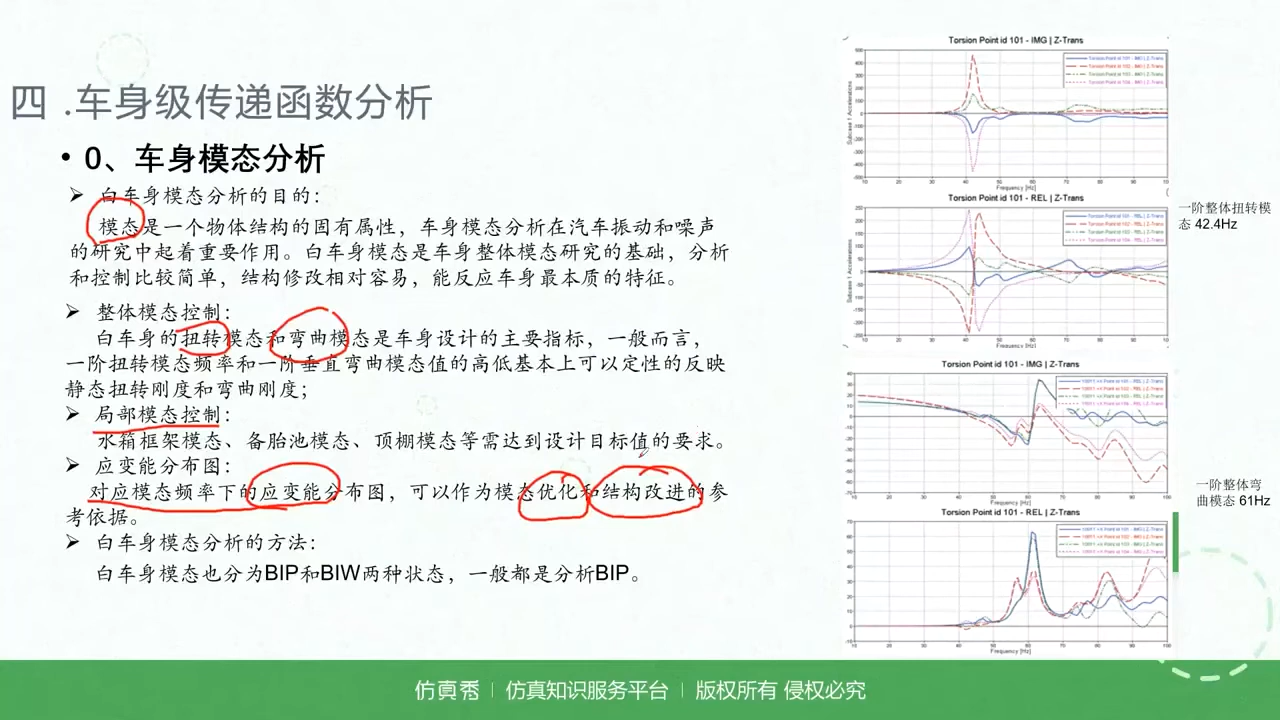 四 .车身级传递函数分析
• 0、车身模态分析
➤ 白车身模态分析的目的:
模态是一个物体结构的固有属性，车身模态分析在汽车振动和噪声
的研究中起着重要作用。白车身模态是车身整体模态研究的基础，分析
和控制比较简单，结构修改相对容易，能反应车身最本质的特征。
➤ 整体模态控制:
白车身的扭转模态和弯曲模态是车身设计的主要指标，一般而言，
一阶扭转模态频率和一阶垂直弯曲模态值的高低基本上可以定性的反映
静态扭转刚度和弯曲刚度;
➤ 局部模态控制:
水箱框架模态、备胎池模态、顶棚模态等需达到设计目标值的要求。
➤ 应变能分布图:
对应模态频率下的应变能分布图，可以作为模态优化和结构改进的参
考依据。
➤ 白车身模态分析的方法:
白车身模态也分为BIP和BIW两种状态，一般都是分析BIP。
Torsion Point id 101 - IMG | Z-Trans
Subcase 1 Accelerations
Frequency [Hz]
Torsion Point id 101 - REL | Z-Trans
Subcase 1 Accelerations
Frequency [Hz]
一阶整体扭转模
态 42.4Hz
Torsion Point id 101 - IMG | Z-Trans
Torsion Point id 101 - REL | Z-Trans
Frequency [Hz]
一阶整体弯
曲模态 61Hz
仿真秀 | 仿真知识服务平台 | 版权所有 侵权必究